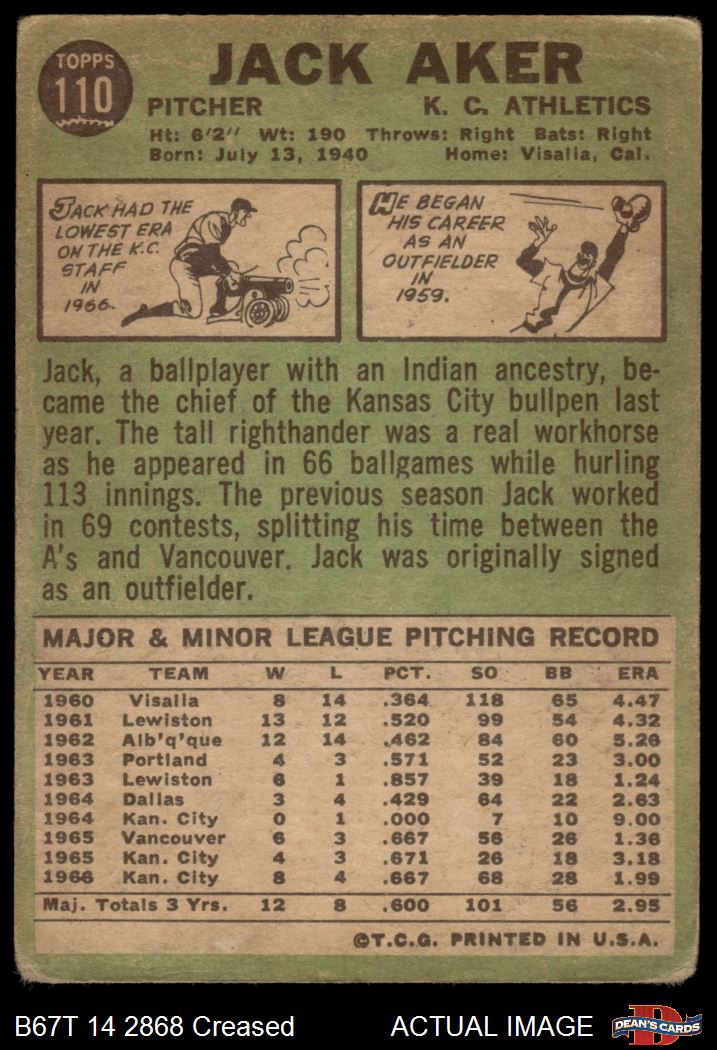 TOPPS
110
JACK AKER
PITCHER K. C. ATHLETICS
Ht: 6'2" Wt: 190 Throws: Right Bats: Right
Born: July 13, 1940 Home: Visalia, Cal.
JACK HAD THE
LOWEST ERA
ON THE K.C.
STAFF
IN
1966.
HE BEGAN
HIS CAREER
AS AN
OUTFIELDER
IN
1959.
Jack, a ballplayer with an Indian ancestry, be-
came the chief of the Kansas City bullpen last
year. The tall righthander was a real workhorse
as he appeared in 66 ballgames while hurling
113 innings. The previous season Jack worked
in 69 contests, splitting his time between the
A's and Vancouver. Jack was originally signed
as an outfielder.
MAJOR & MINOR LEAGUE PITCHING RECORD
YEAR TEAM W L PCT. SO BB ERA
1960 Visalia 8 14 .364 118 65 4.47
1961 Lewiston 13 12 .520 99 54 4.32
1962 Alb'q'que 12 14 .462 84 60 5.26
1963 Portland 4 3 .571 52 23 3.00
1963 Lewiston 6 1 .857 39 18 1.24
1964 Dallas 3 4 .429 64 22 2.63
1964 Kan. City 0 1 .000 7 10 9.00
1965 Vancouver 6 3 .667 56 26 1.36
1965 Kan. City 4 3 .671 26 18 3.18
1966 Kan. City 8 4 .667 68 28 1.99
Maj. Totals 3 Yrs. 12 8 .600 101 56 2.95
©T.C.G. PRINTED IN U.S.A.
B67T 14 2868 Creased ACTUAL IMAGE
D
DEAN'S CARDS